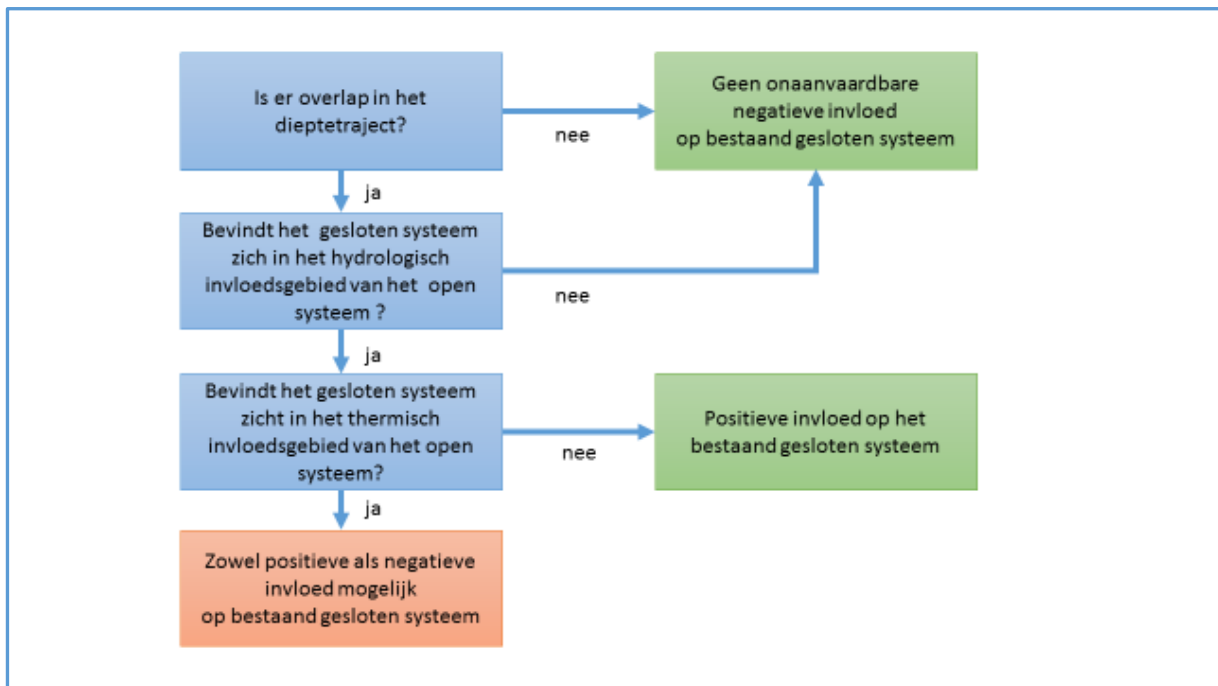 Is er overlap in het
dieptetraject?
nee
Geen onaanvaardbare
negatieve invloed
op bestaand gesloten systeem
ja
Bevindt het gesloten systeem
zich in het hydrologisch
invloedsgebied van het open
systeem ?
nee
ja
Bevindt het gesloten systeem
zicht in het thermisch
invloedsgebied van het open
systeem?
nee
Positieve invloed op het
bestaand gesloten systeem
ja
Zowel positieve als negatieve
invloed mogelijk
op bestaand gesloten systeem